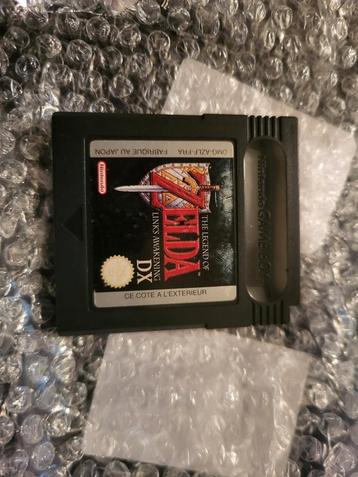 Nintendo GAME BOY
DMG-AZLF-FRA FABRIQUE AU JAPON
THE LEGEND OF
ZELDA
LINK'S AWAKENING
DX
Nintendo
CE COTE A L'EXTERIEUR